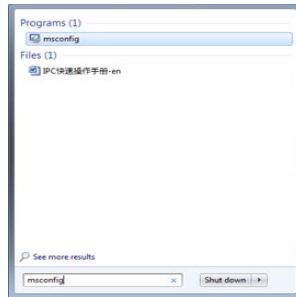 Programs (1)
msconfig
Files (1)
IPC快速操作手册-en
See more results
msconfig
Shut down